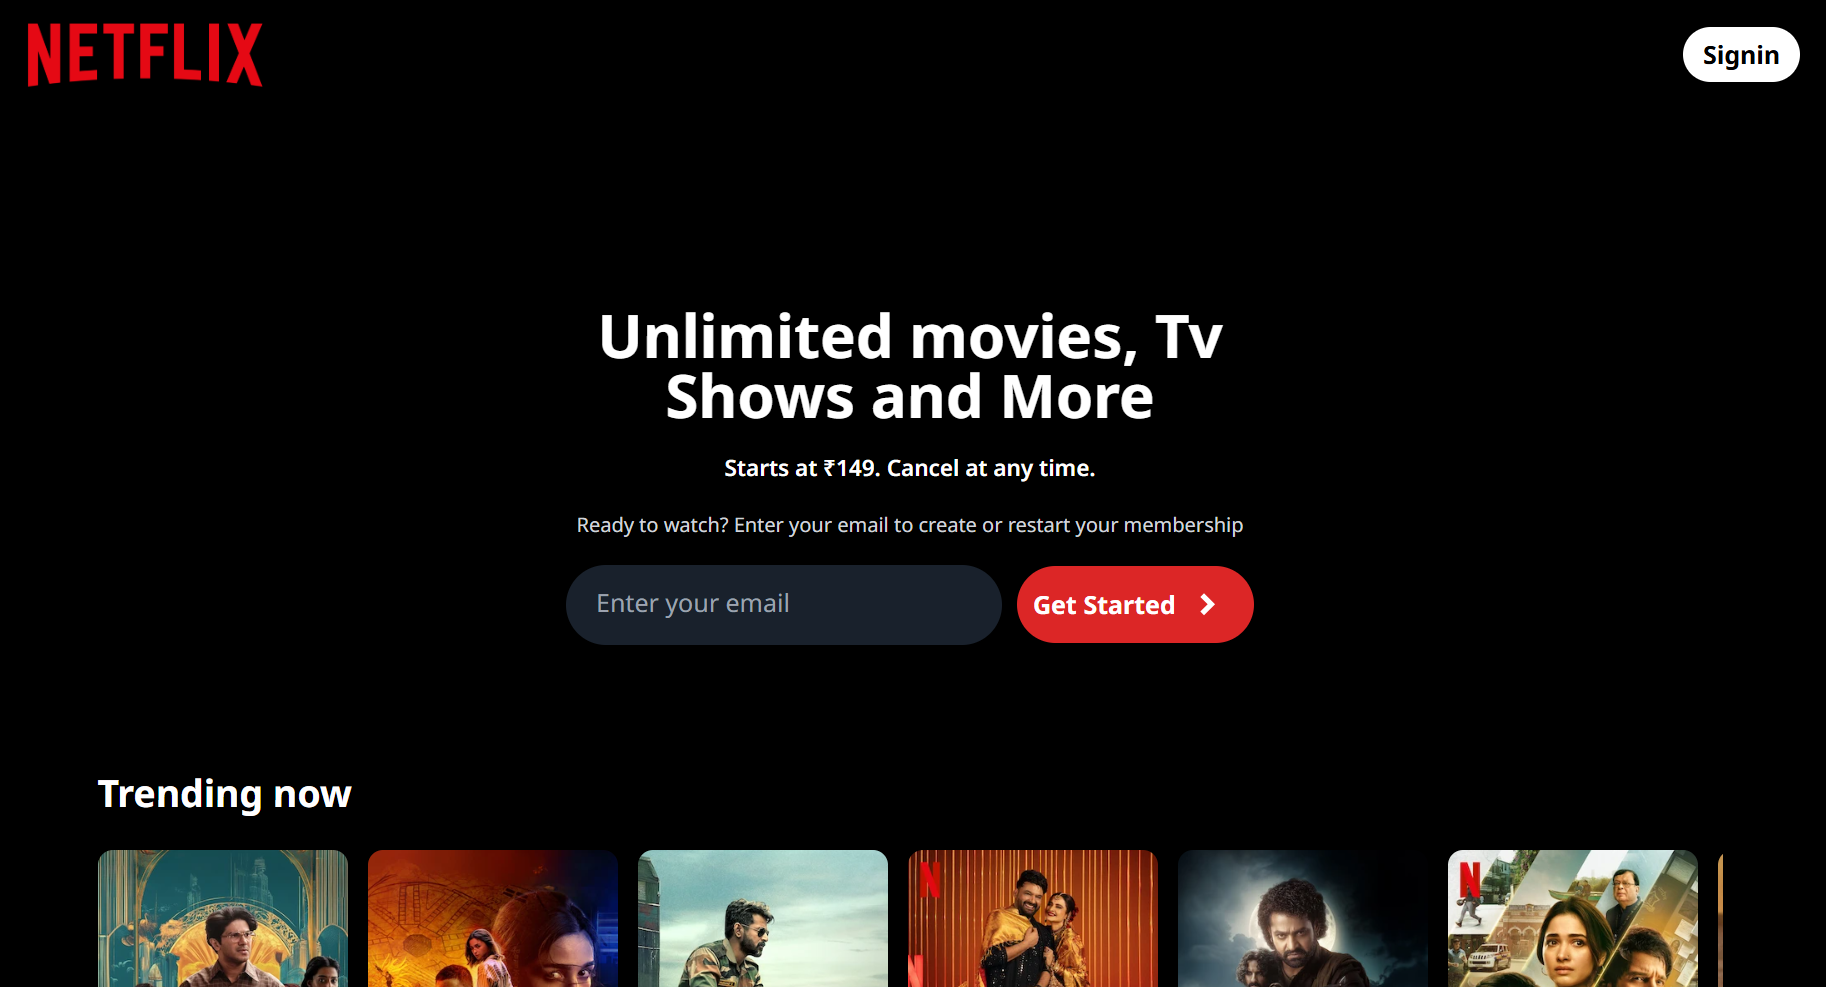 NETFLIX
Signin
Unlimited movies, Tv
Shows and More
Starts at ₹149. Cancel at any time.
Ready to watch? Enter your email to create or restart your membership
Enter your email
Get Started
Trending now
N
N